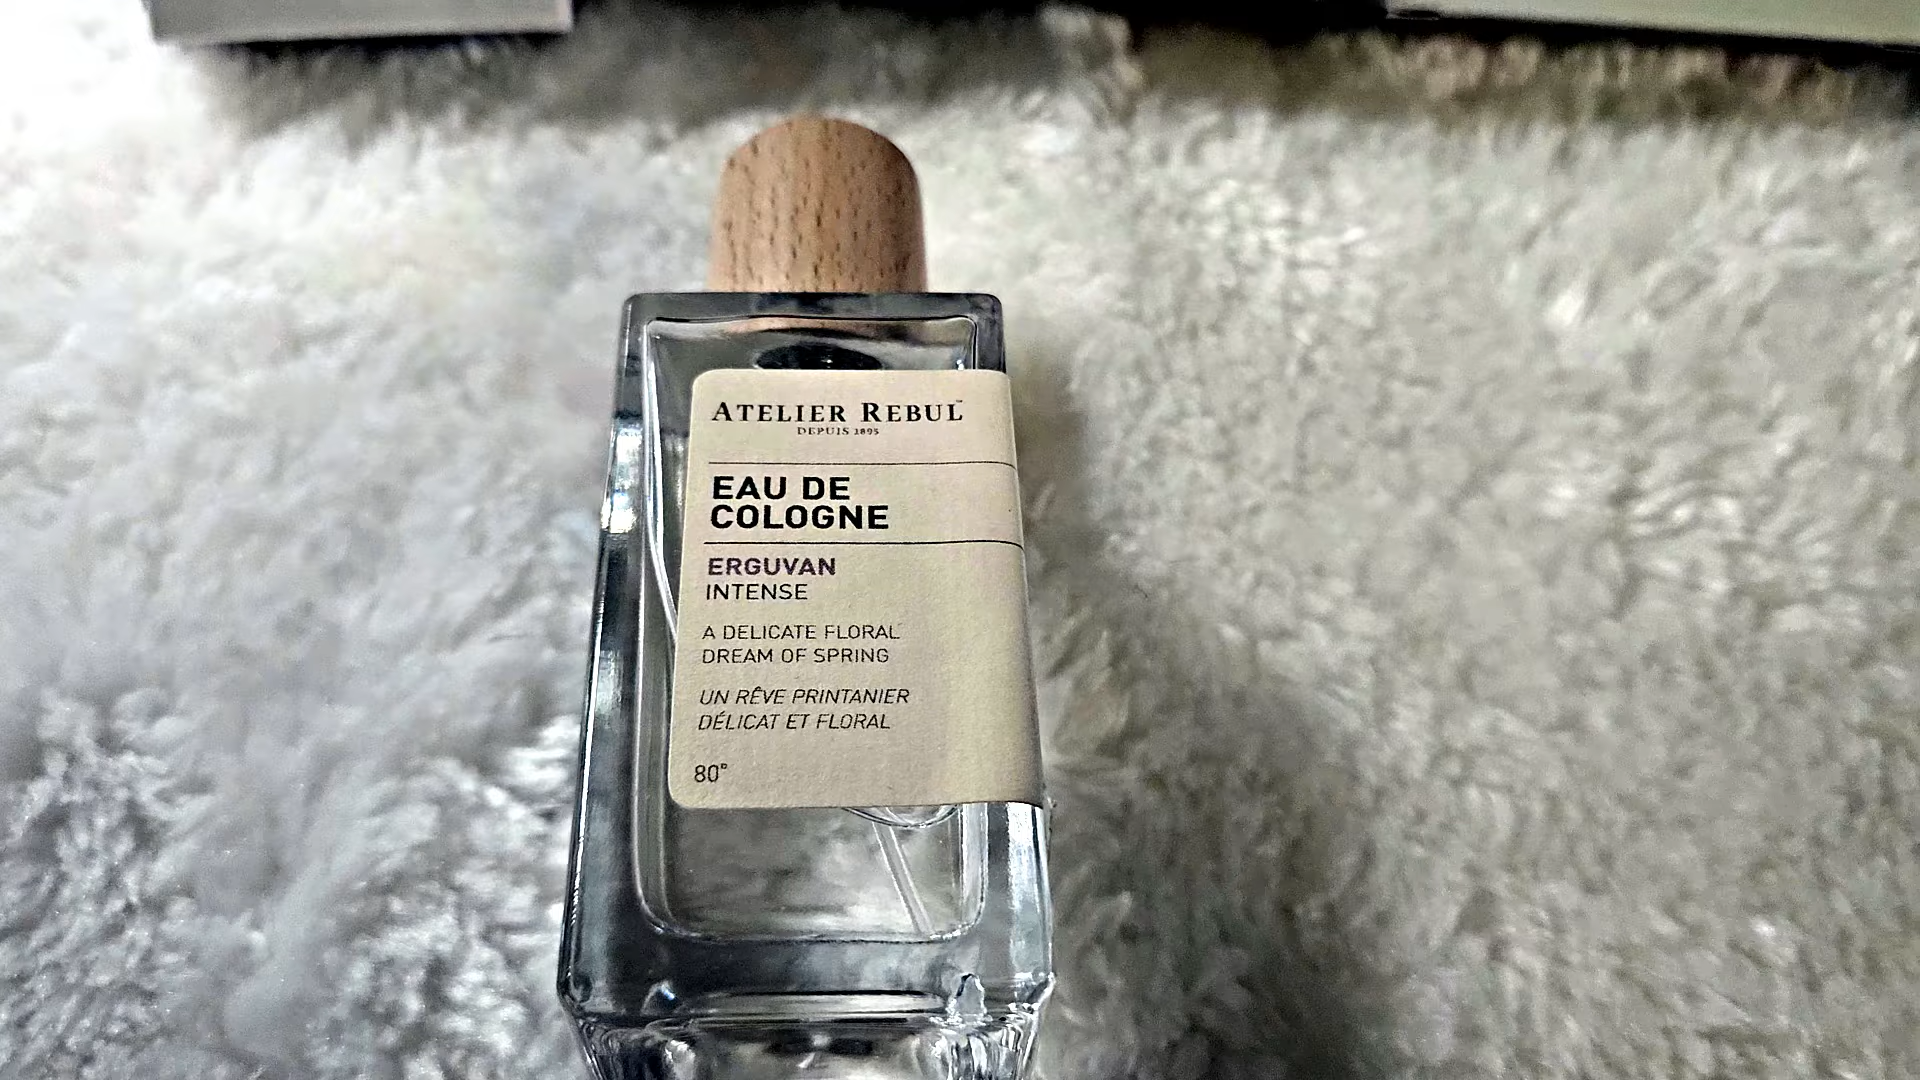 ATELIER REBUL™
DEPUIS 1895
EAU DE
COLOGNE
ERGUVAN
INTENSE
A DELICATE FLORAL
DREAM OF SPRING
UN RÊVE PRINTANIER
DÉLICAT ET FLORAL
80°